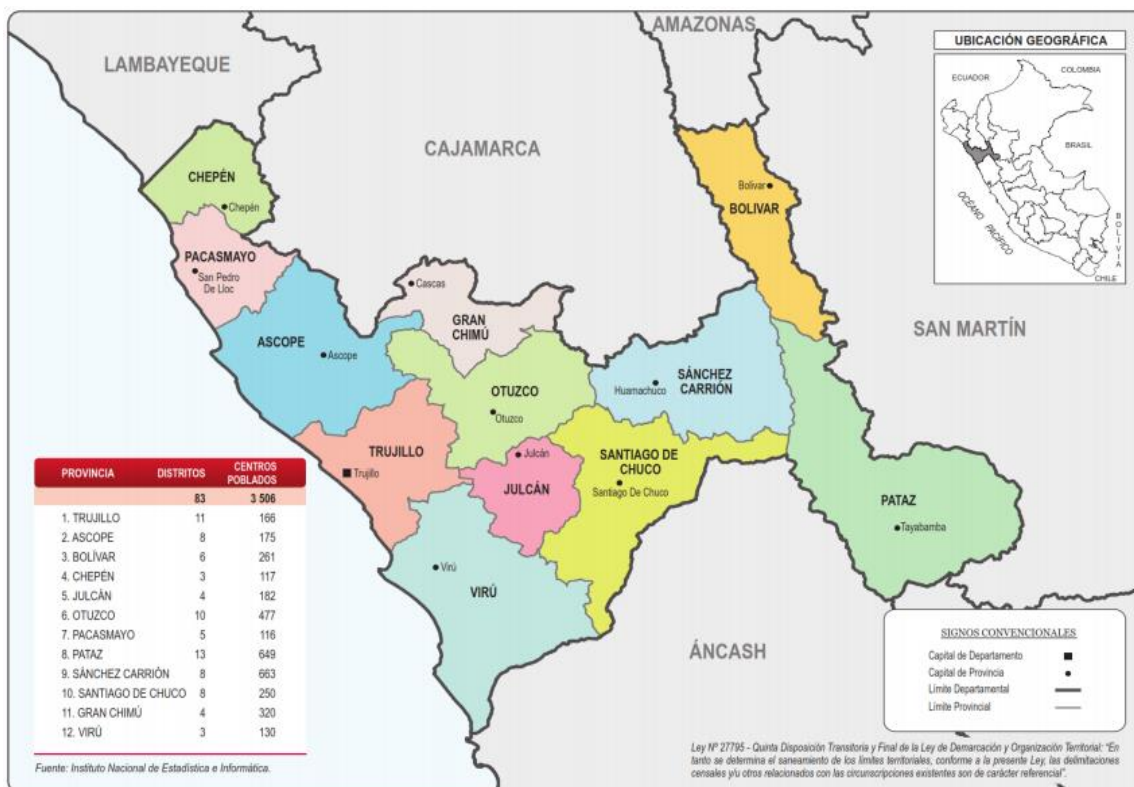 LAMBAYEQUE
AMAZONAS
CAJAMARCA
SAN MARTÍN
ÁNCASH
CHEPÉN
Chepén
PACASMAYO
San Pedro
De Lloc
ASCOPE
Ascope
Cascas
GRAN
CHIMÚ
OTUZCO
Otuzco
TRUJILLO
Trujillo
Julcán
JULCÁN
VIRÚ
Virú
SANTIAGO DE
CHUCO
Santiago De Chuco
SÁNCHEZ
CARRIÓN
Huamachuco
Bolívar
BOLIVAR
PATAZ
Tayabamba
UBICACIÓN GEOGRÁFICA
ECUADOR
COLOMBIA
BRASIL
OCÉANO PACÍFICO
BOLIVIA
CHILE
PROVINCIA DISTRITOS CENTROS POBLADOS
83 3 506
1. TRUJILLO 11 166
2. ASCOPE 8 175
3. BOLÍVAR 6 261
4. CHEPÉN 3 117
5. JULCÁN 4 182
6. OTUZCO 10 477
7. PACASMAYO 5 116
8. PATAZ 13 649
9. SÁNCHEZ CARRIÓN 8 663
10. SANTIAGO DE CHUCO 8 250
11. GRAN CHIMÚ 4 320
12. VIRÚ 3 130
Fuente: Instituto Nacional de Estadística e Informática.
SIGNOS CONVENCIONALES
Capital de Departamento
Capital de Provincia
Límite Departamental
Límite Provincial
Ley Nº 27795 - Quinta Disposición Transitoria y Final de la Ley de Demarcación y Organización Territorial: "En
tanto se determina el saneamiento de los límites territoriales, conforme a la presente Ley, las delimitaciones
censales y/u otros relacionados con las circunscripciones existentes son de carácter referencial".